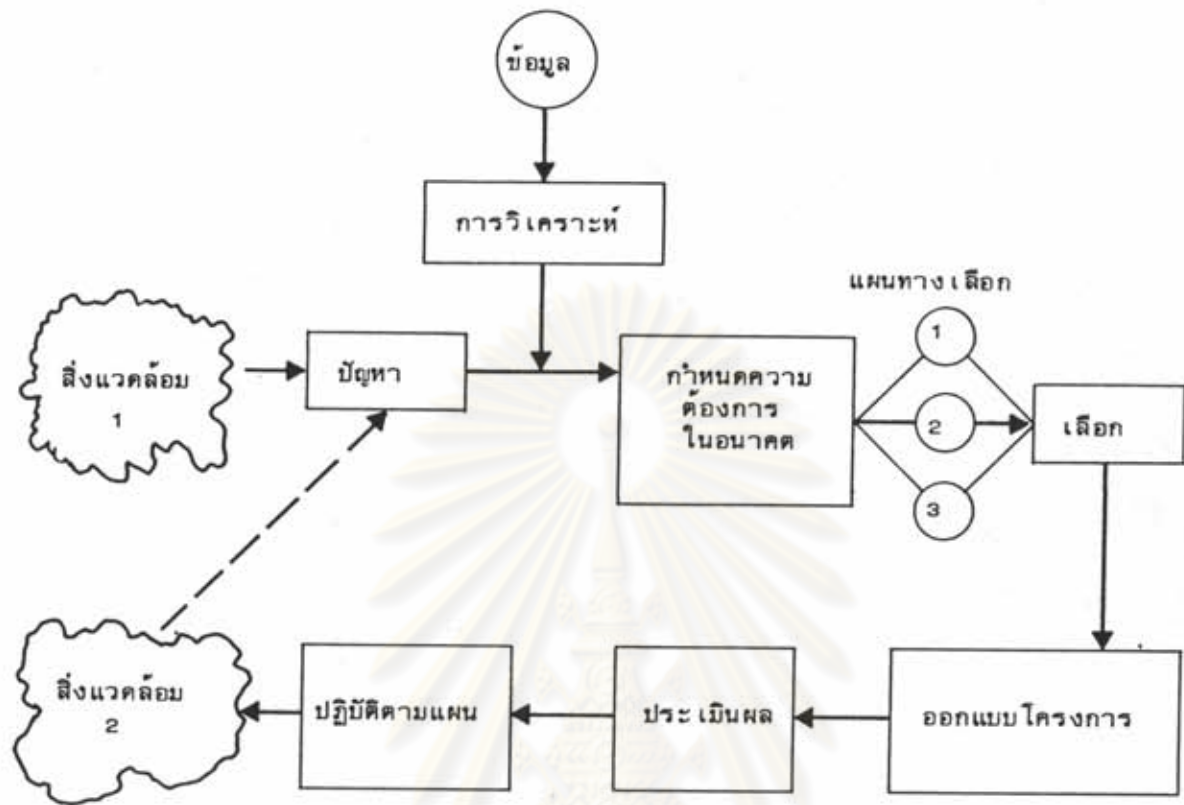 ข้อมูล
การวิเคราะห์
แผนทางเลือก
สิ่งแวดล้อม
1
ปัญหา
กำหนดความ
ต้องการ
ในอนาคต
1
2
3
เลือก
สิ่งแวดล้อม
2
ปฏิบัติตามแผน
ประเมินผล
ออกแบบโครงการ